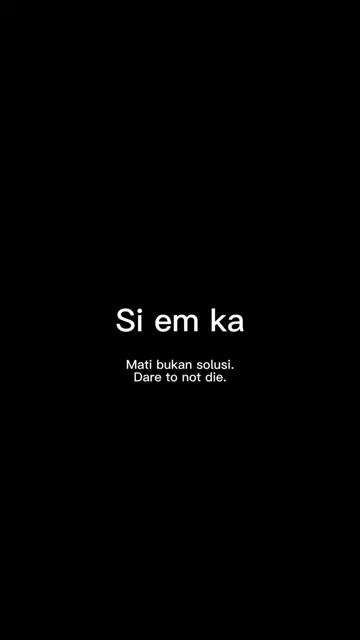 Si em ka
Mati bukan solusi.
Dare to not die.